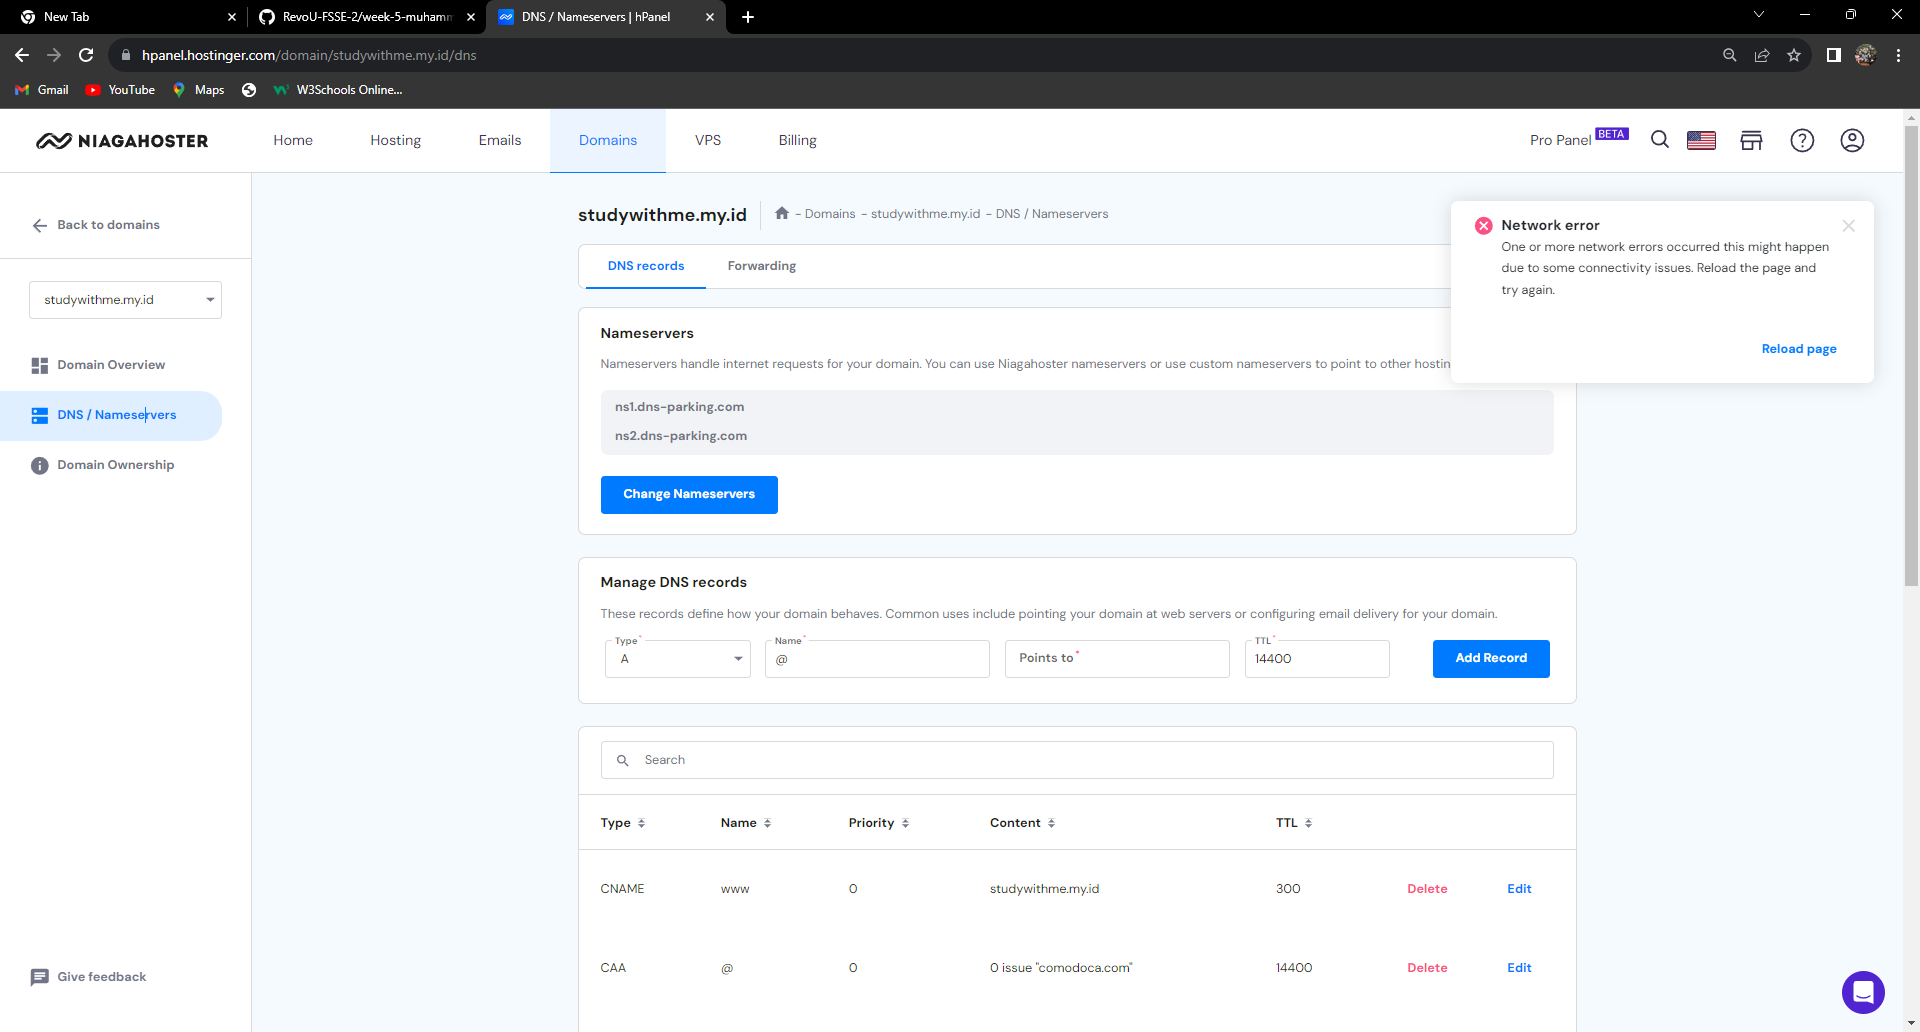 New Tab
RevoU-FSSE-2/week-5-muhamm
DNS / Nameservers | hPanel
hpanel.hostinger.com/domain/studywithme.my.id/dns
Gmail
YouTube
Maps
W3Schools Online...
NIAGAHOSTER
Home
Hosting
Emails
Domains
VPS
Billing
Pro Panel BETA
Back to domains
studywithme.my.id
Domain Overview
DNS / Nameservers
Domain Ownership
Give feedback
studywithme.my.id
- Domains - studywithme.my.id - DNS / Nameservers
DNS records
Forwarding
Network error
One or more network errors occurred this might happen
due to some connectivity issues. Reload the page and
try again.
Reload page
Nameservers
Nameservers handle internet requests for your domain. You can use Niagahoster nameservers or use custom nameservers to point to other hostin
ns1.dns-parking.com
ns2.dns-parking.com
Change Nameservers
Manage DNS records
These records define how your domain behaves. Common uses include pointing your domain at web servers or configuring email delivery for your domain.
Type*
A
Name*
@
Points to*
TTL*
14400
Add Record
Search
Type Name Priority Content TTL
CNAME www 0 studywithme.my.id 300 Delete Edit
CAA @ 0 0 issue "comodoca.com" 14400 Delete Edit